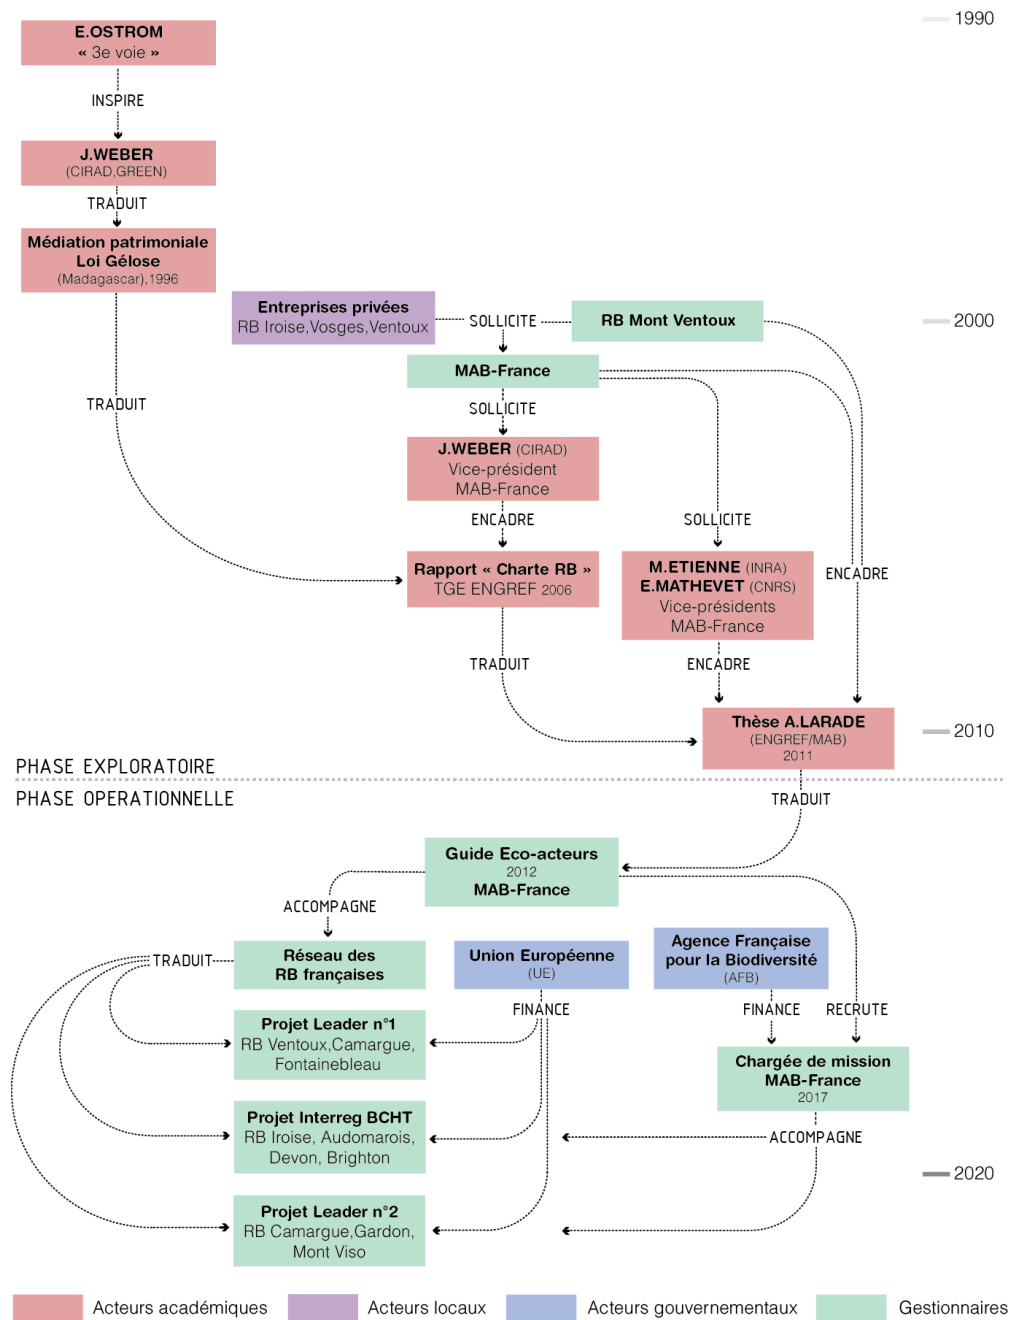 1990
E.OSTROM
« 3e voie »
INSPIRE
J.WEBER
(CIRAD,GREEN)
TRADUIT
Médiation patrimoniale
Loi Gélose
(Madagascar),1996
Entreprises privées
RB Iroise,Vosges,Ventoux
SOLLICITE
RB Mont Ventoux
2000
MAB-France
TRADUIT
SOLLICITE
J.WEBER (CIRAD)
Vice-président
MAB-France
ENCADRE
SOLLICITE
Rapport « Charte RB »
TGE ENGREF 2006
M.ETIENNE (INRA)
E.MATHEVET (CNRS)
Vice-présidents
MAB-France
ENCADRE
TRADUIT
ENCADRE
Thèse A.LARADE
(ENGREF/MAB)
2011
2010
PHASE EXPLORATOIRE
PHASE OPERATIONNELLE
TRADUIT
Guide Eco-acteurs
2012
MAB-France
ACCOMPAGNE
TRADUIT
Réseau des
RB françaises
Union Européenne
(UE)
Agence Française
pour la Biodiversité
(AFB)
FINANCE
FINANCE
RECRUTE
Projet Leader n°1
RB Ventoux,Camargue,
Fontainebleau
Chargée de mission
MAB-France
2017
Projet Interreg BCHT
RB Iroise, Audomarois,
Devon, Brighton
ACCOMPAGNE
2020
Projet Leader n°2
RB Camargue,Gardon,
Mont Viso
Acteurs académiques
Acteurs locaux
Acteurs gouvernementaux
Gestionnaires